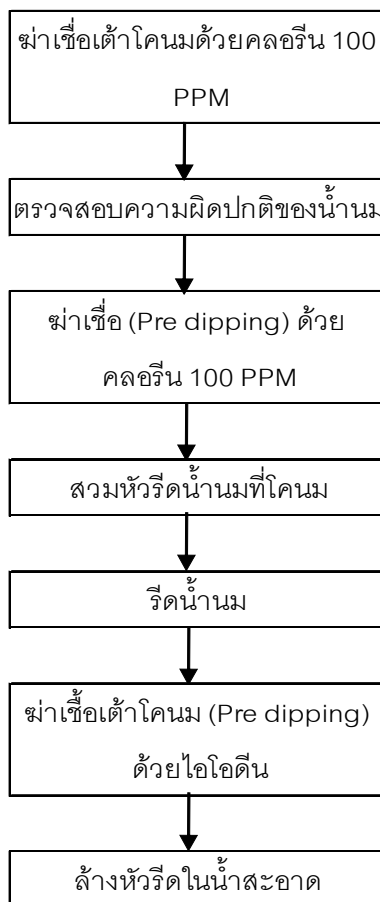 ฆ่าเชื่อเต้าโคนมด้วยคลอรีน 100
PPM
ตรวจสอบความผิดปกติของน้ำนม
ฆ่าเชื่อ (Pre dipping) ด้วย
คลอรีน 100 PPM
สวมหัวรีดน้ำนมที่โคนม
รีดน้ำนม
ฆ่าเชื้อเต้าโคนม (Pre dipping)
ด้วยไอโอดีน
ล้างหัวรีดในน้ำสะอาด